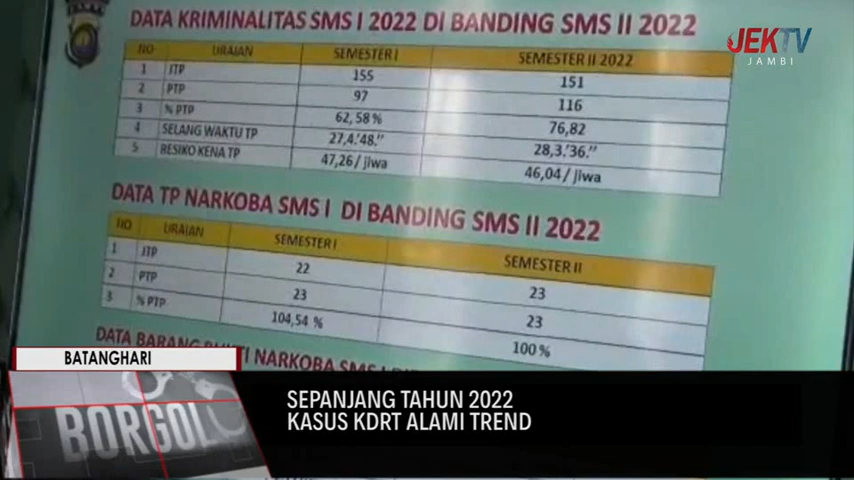 DATA KRIMINALITAS SMS I 2022 DI BANDING SMS II 2022
JEKTV
JAMBI
NO URAIAN SEMESTER I SEMESTER II 2022
1 JTP 155 151
2 PTP 97 116
3 % PTP 62,58 % 76,82
4 SELANG WAKTU TP 27,4.'48." 28,3.'36."
5 RESIKO KENA TP 47,26 / jiwa 46,04 / jiwa
DATA TP NARKOBA SMS I DI BANDING SMS II 2022
NO URAIAN SEMESTER I SEMESTER II
1 JTP 22 23
2 PTP 23 23
3 % PTP 104,54 % 100 %
DATA BARANG NARKOBA SMS I
BATANGHARI
BORGOL
SEPANJANG TAHUN 2022
KASUS KDRT ALAMI TREND